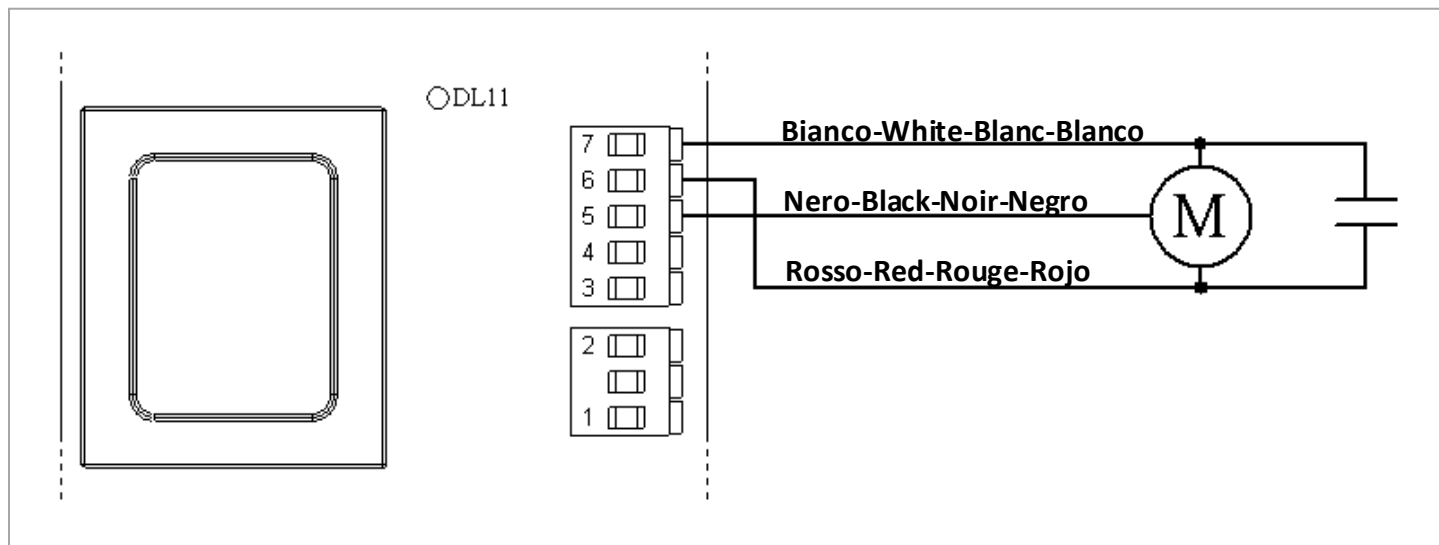 DL11
7
Bianco-White-Blanc-Blanco
6
Nero-Black-Noir-Negro
5
M
4
Rosso-Red-Rouge-Rojo
3
2
1